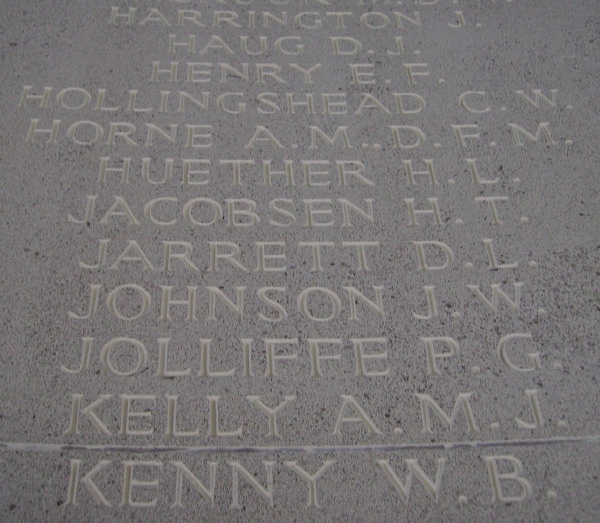 HARRINGTON J.
HAUG D.J.
HENRY E.F.
HOLLINGSHEAD C.W.
HORNE A.M., D.F.M.
HUETHER H.L.
JACOBSEN H.T.
JARRETT D.L.
JOHNSON J.W.
JOLLIFFE P.G.
KELLY A.M.J.
KENNY W.B.